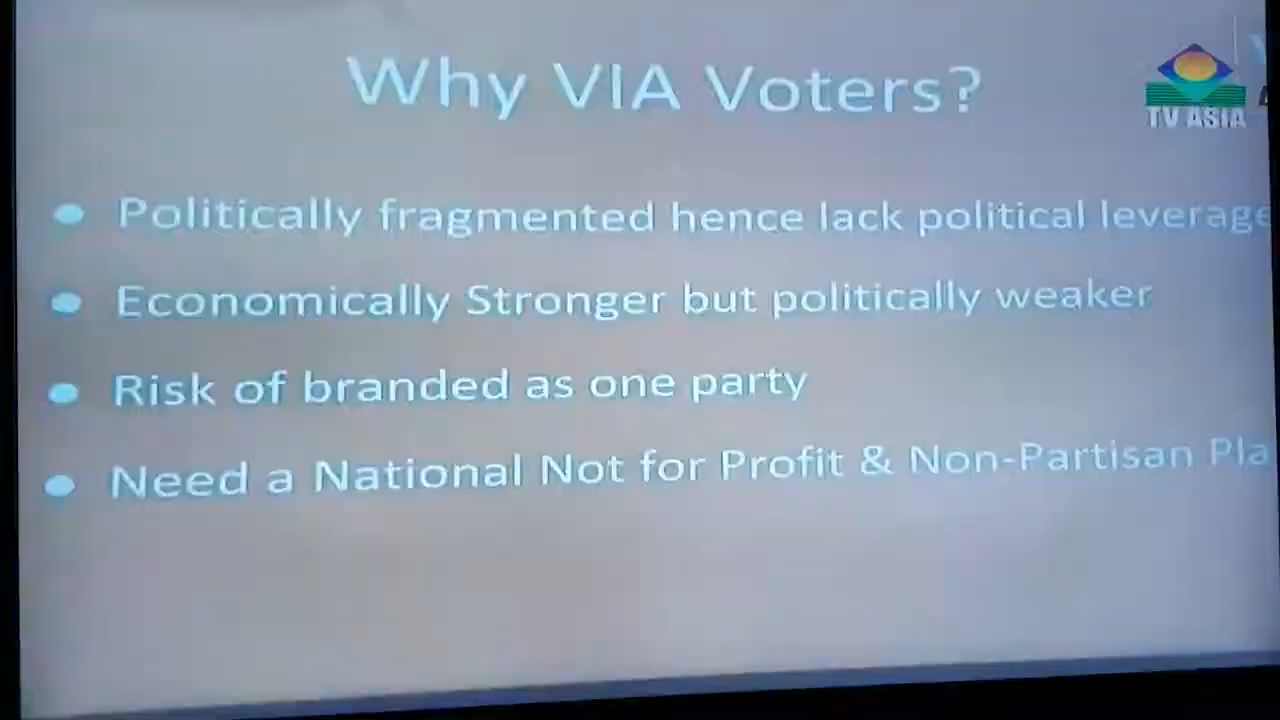 Why VIA Voters?
TV ASIA
Politically fragmented hence lack political leverage
Economically Stronger but politically weaker
Risk of branded as one party
Need a National Not for Profit & Non-Partisan Pla